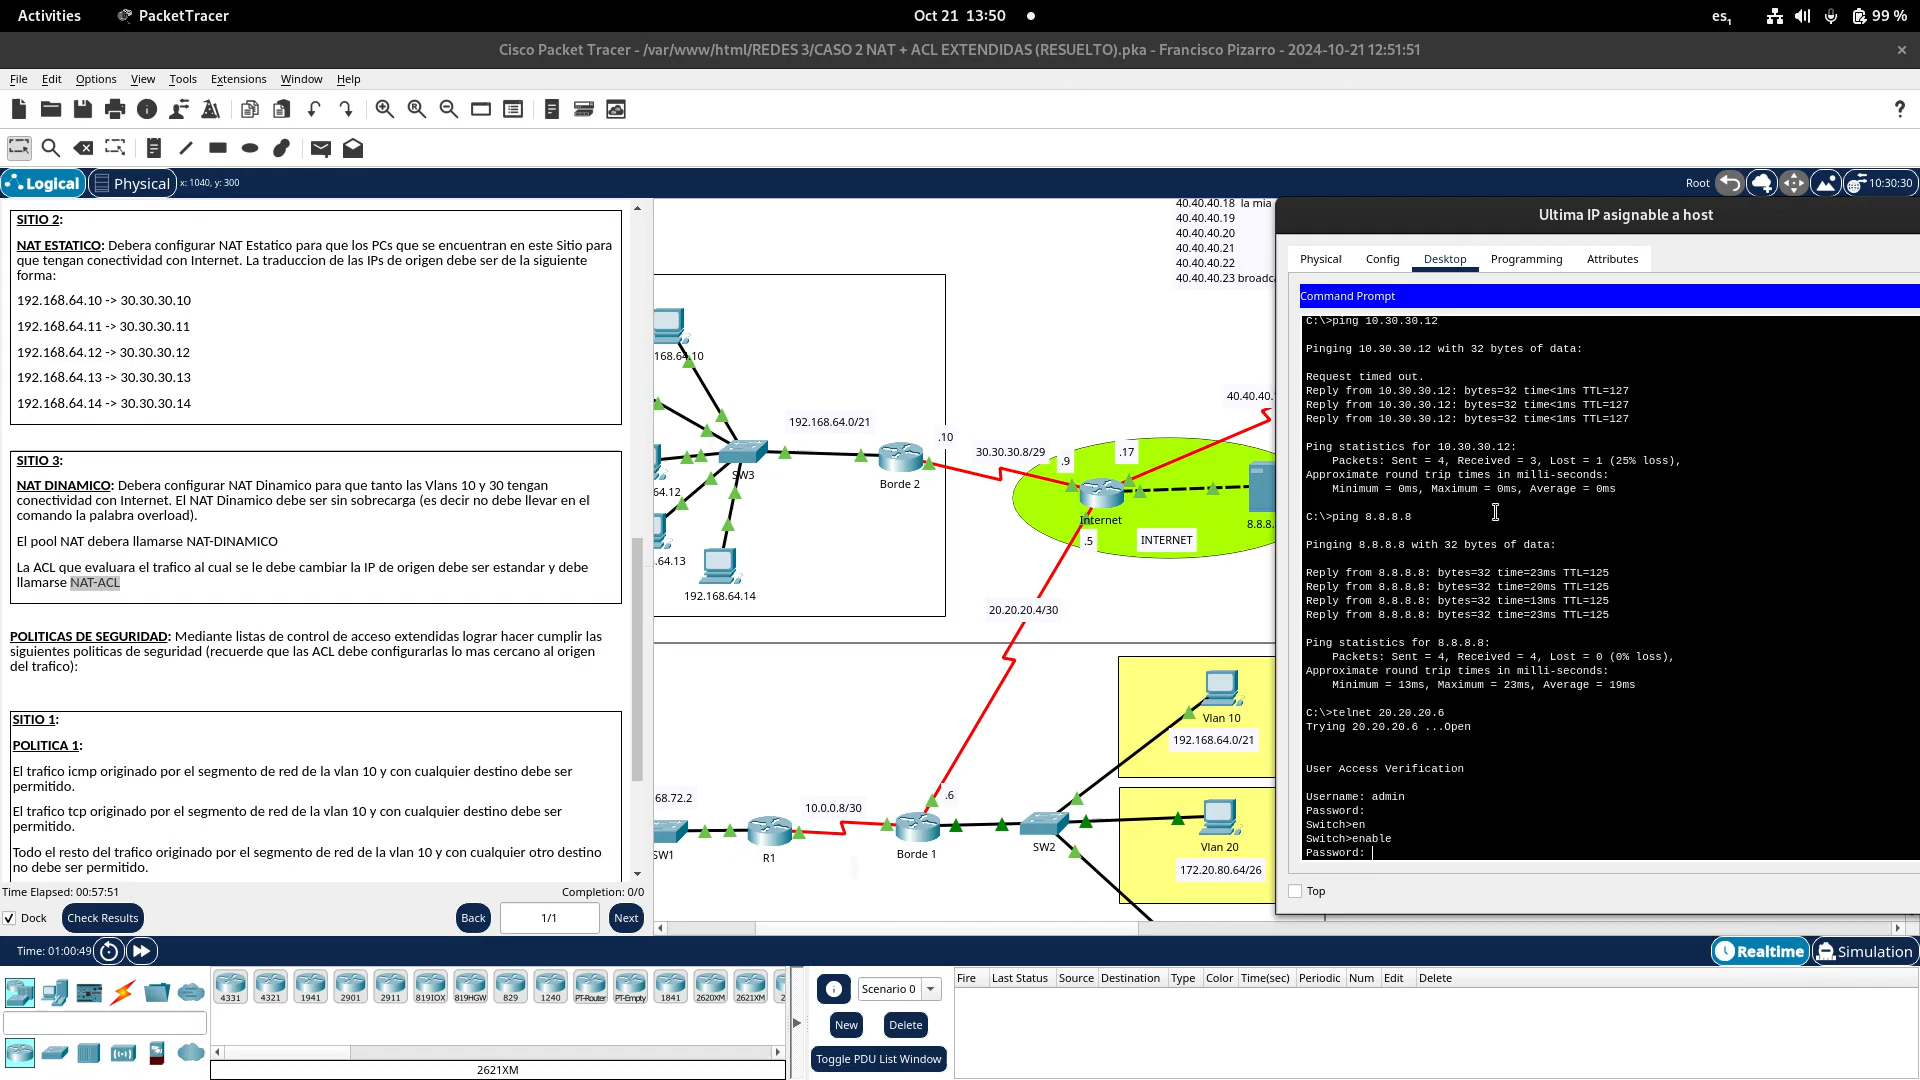 Activities
PacketTracer
Oct 21 13:50
es1
99 %
Cisco Packet Tracer - /var/www/html/REDES 3/CASO 2 NAT + ACL EXTENDIDAS (RESUELTO).pka - Francisco Pizarro - 2024-10-21 12:51:51
File Edit Options View Tools Extensions Window Help
Logical
Physical
x: 1040, y: 300
Root
10:30:30
SITIO 2:
NAT ESTATICO: Debera configurar NAT Estatico para que los PCs que se encuentran en este Sitio para
que tengan conectividad con Internet. La traduccion de las IPs de origen debe ser de la siguiente
forma:
192.168.64.10 -> 30.30.30.10
192.168.64.11 -> 30.30.30.11
192.168.64.12 -> 30.30.30.12
192.168.64.13 -> 30.30.30.13
192.168.64.14 -> 30.30.30.14
SITIO 3:
NAT DINAMICO: Debera configurar NAT Dinamico para que tanto las Vlans 10 y 30 tengan
conectividad con Internet. El NAT Dinamico debe ser sin sobrecarga (es decir no debe llevar en el
comando la palabra overload).
El pool NAT debera llamarse NAT-DINAMICO
La ACL que evaluara el trafico al cual se le debe cambiar la IP de origen debe ser estandar y debe
llamarse NAT-ACL
POLITICAS DE SEGURIDAD: Mediante listas de control de acceso extendidas lograr hacer cumplir las
siguientes politicas de seguridad (recuerde que las ACL debe configurarlas lo mas cercano al origen
del trafico):
SITIO 1:
POLITICA 1:
El trafico icmp originado por el segmento de red de la vlan 10 y con cualquier destino debe ser
permitido.
El trafico tcp originado por el segmento de red de la vlan 10 y con cualquier destino debe ser
permitido.
Todo el resto del trafico originado por el segmento de red de la vlan 10 y con cualquier otro destino
no debe ser permitido.
Time Elapsed: 00:57:51
Completion: 0/0
Dock
Check Results
Back
1/1
Next
40.40.40.18 la mia
40.40.40.19
40.40.40.20
40.40.40.21
40.40.40.22
40.40.40.23 broadca
168.64.10
192.168.64.0/21
SW3
.10
Borde 2
30.30.30.8/29
.9
.17
40.40.40.
64.12
Internet
8.8.8.
.5
INTERNET
.64.13
192.168.64.14
20.20.20.4/30
Vlan 10
192.168.64.0/21
68.72.2
10.0.0.8/30
.6
SW1
R1
Borde 1
SW2
Vlan 20
172.20.80.64/26
Ultima IP asignable a host
Physical Config Desktop Programming Attributes
Command Prompt
C:\>ping 10.30.30.12
Pinging 10.30.30.12 with 32 bytes of data:
Request timed out.
Reply from 10.30.30.12: bytes=32 time<1ms TTL=127
Reply from 10.30.30.12: bytes=32 time<1ms TTL=127
Reply from 10.30.30.12: bytes=32 time<1ms TTL=127
Ping statistics for 10.30.30.12:
Packets: Sent = 4, Received = 3, Lost = 1 (25% loss),
Approximate round trip times in milli-seconds:
Minimum = 0ms, Maximum = 0ms, Average = 0ms
C:\>ping 8.8.8.8
Pinging 8.8.8.8 with 32 bytes of data:
Reply from 8.8.8.8: bytes=32 time=23ms TTL=125
Reply from 8.8.8.8: bytes=32 time=20ms TTL=125
Reply from 8.8.8.8: bytes=32 time=13ms TTL=125
Reply from 8.8.8.8: bytes=32 time=23ms TTL=125
Ping statistics for 8.8.8.8:
Packets: Sent = 4, Received = 4, Lost = 0 (0% loss),
Approximate round trip times in milli-seconds:
Minimum = 13ms, Maximum = 23ms, Average = 19ms
C:\>telnet 20.20.20.6
Trying 20.20.20.6 ...Open
User Access Verification
Username: admin
Password:
Switch>en
Switch>enable
Password:
Top
Time: 01:00:49
Realtime
Simulation
4331 4321 1941 2901 2911 819IOX 819HGW 829 1240 PT-Router PT-Empty 1841 2620XM 2621XM 2
2621XM
Scenario 0
New
Delete
Toggle PDU List Window
Fire Last Status Source Destination Type Color Time(sec) Periodic Num Edit Delete